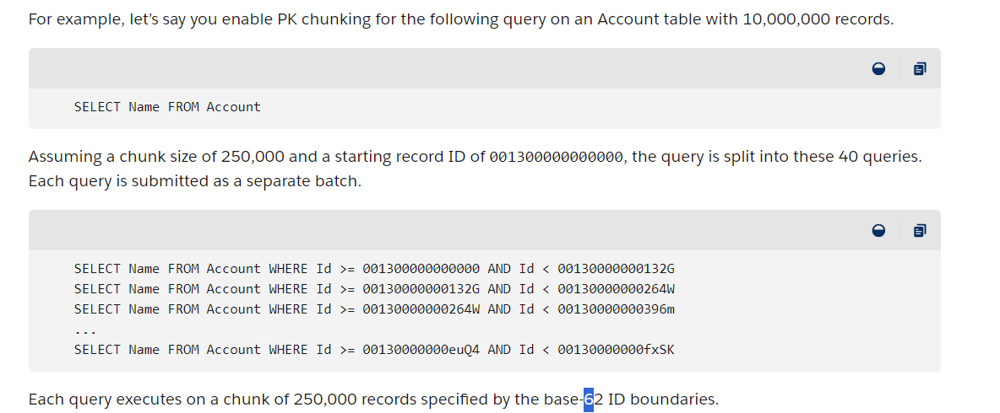 For example, let’s say you enable PK chunking for the following query on an Account table with 10,000,000 records.
SELECT Name FROM Account
Assuming a chunk size of 250,000 and a starting record ID of 001300000000000, the query is split into these 40 queries.
Each query is submitted as a separate batch.
SELECT Name FROM Account WHERE Id >= 001300000000000 AND Id < 00130000000132G
SELECT Name FROM Account WHERE Id >= 00130000000132G AND Id < 00130000000264W
SELECT Name FROM Account WHERE Id >= 00130000000264W AND Id < 00130000000396m
...
SELECT Name FROM Account WHERE Id >= 00130000000euQ4 AND Id < 00130000000fxSK
Each query executes on a chunk of 250,000 records specified by the base-62 ID boundaries.